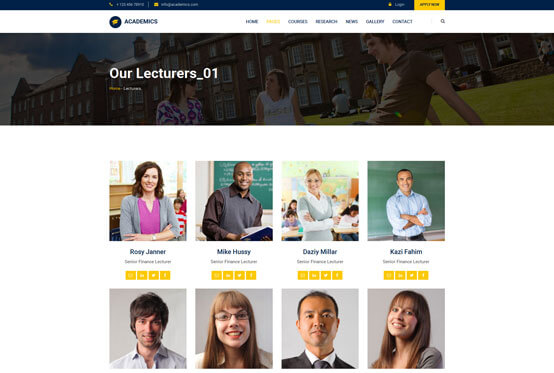 + 123 456 78910 info@academics.com Login APPLY NOW
ACADEMICS HOME PAGES COURSES RESEARCH NEWS GALLERY CONTACT
Our Lecturers_01
Home - Lecturers
Rosy Janner Mike Hussy Daziy Millar Kazi Fahim
Senior Finance Lecturer Senior Finance Lecturer Senior Finance Lecturer Senior Finance Lecturer